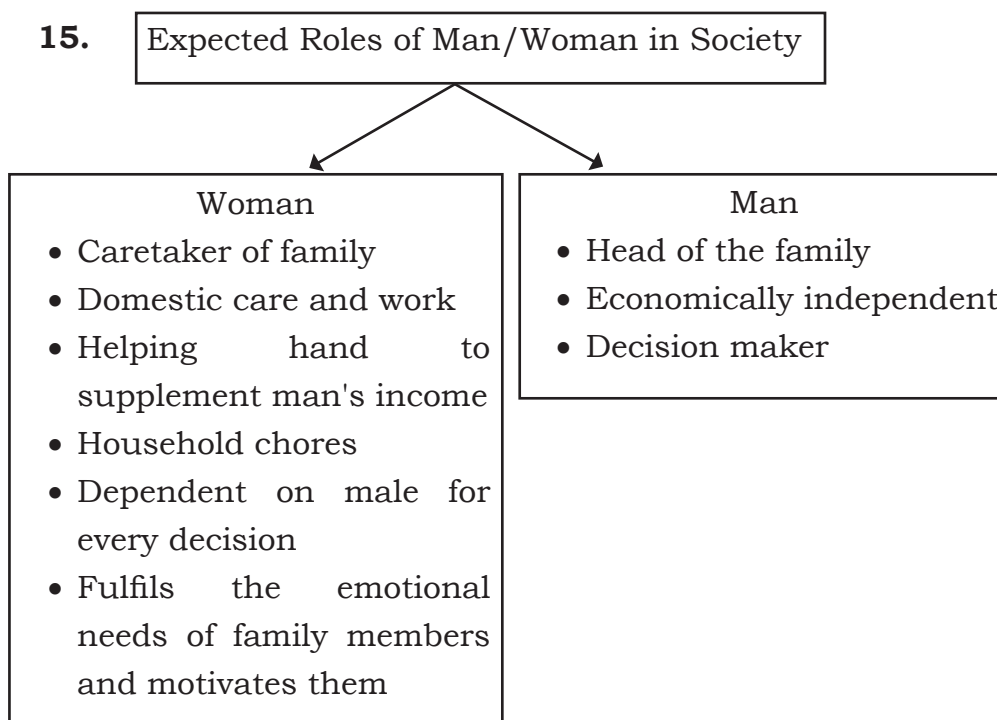 15.
Expected Roles of Man/Woman in Society
Woman
• Caretaker of family
• Domestic care and work
• Helping hand to
supplement man's income
• Household chores
• Dependent on male for
every decision
• Fulfils the emotional
needs of family members
and motivates them
Man
• Head of the family
• Economically independent
• Decision maker